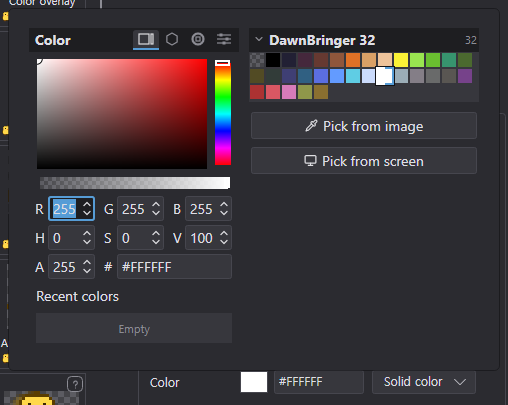 Color overlay
Color
DawnBringer 32
32
Pick from image
Pick from screen
R 255 G 255 B 255
H 0 S 0 V 100
A 255 # #FFFFFF
Recent colors
Empty
A
?
Color #FFFFFF Solid color